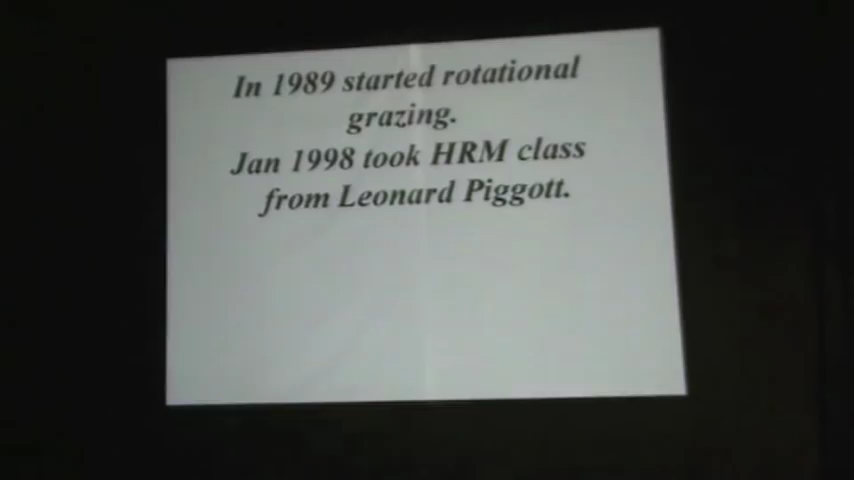 In 1989 started rotational
grazing.
Jan 1998 took HRM class
from Leonard Piggott.